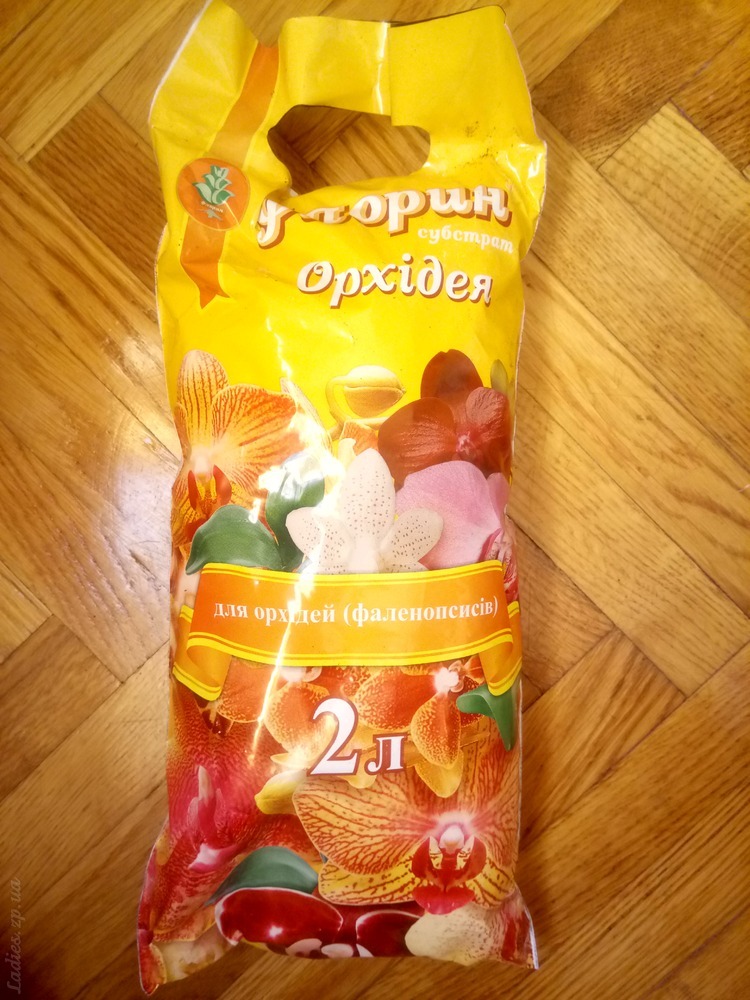 субстрат
Орхідея
для орхідей (фаленопсисів)
2 л
Ladies.zp.ua